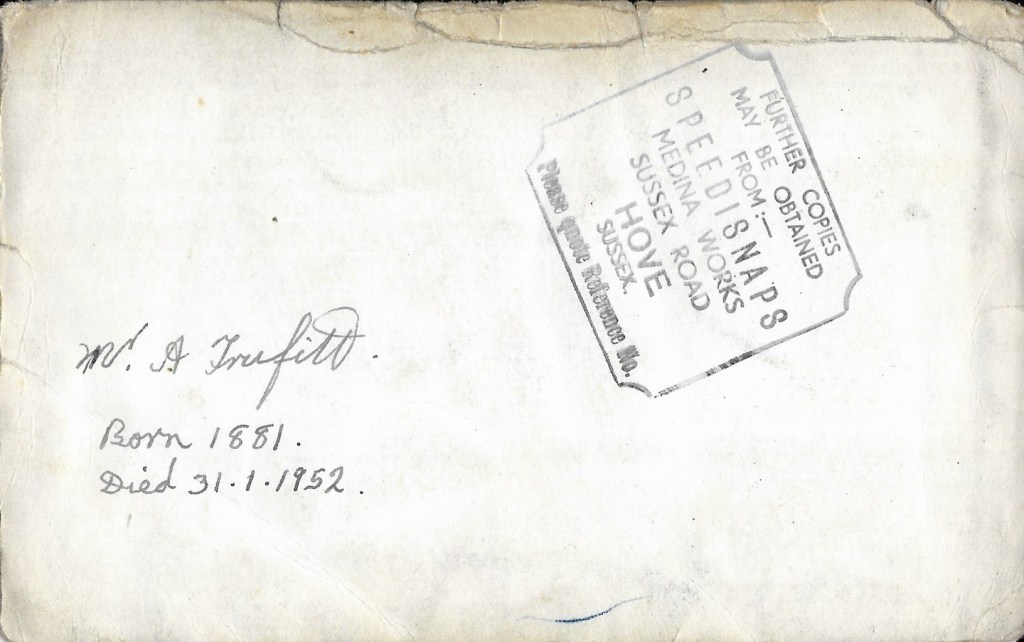 FURTHER COPIES
MAY BE OBTAINED
FROM:—
SPEEDISNAPS
MEDINA WORKS
SUSSEX ROAD
HOVE
SUSSEX.
Please quote Reference No.
Mr. A Trufitt.
Born 1881.
Died 31.1.1952.